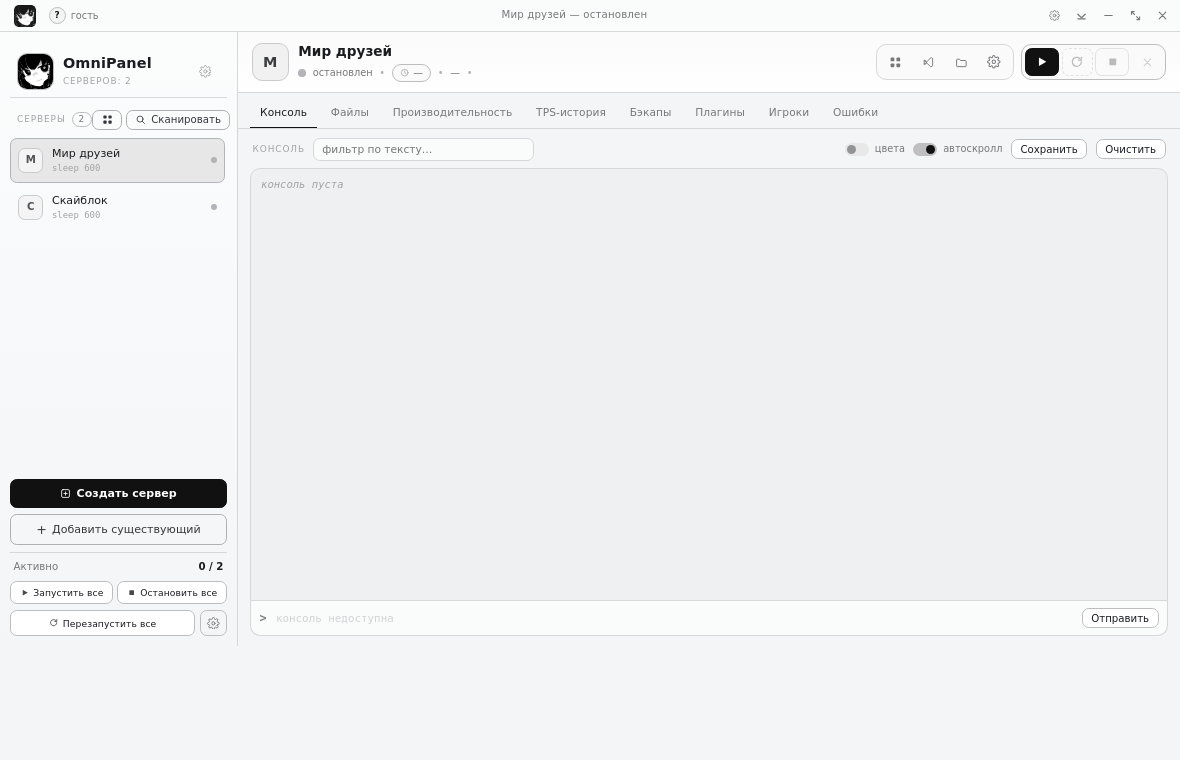 ? гость
Мир друзей — остановлен
OmniPanel
СЕРВЕРОВ: 2
СЕРВЕРЫ 2 Сканировать
М Мир друзей
sleep 600
С Скайблок
sleep 600
Создать сервер
+ Добавить существующий
Активно 0 / 2
Запустить все Остановить все
Перезапустить все
М Мир друзей
остановлен • — • — •
Консоль Файлы Производительность TPS-история Бэкапы Плагины Игроки Ошибки
КОНСОЛЬ фильтр по тексту... цвета автоскролл Сохранить Очистить
консоль пуста
> консоль недоступна Отправить